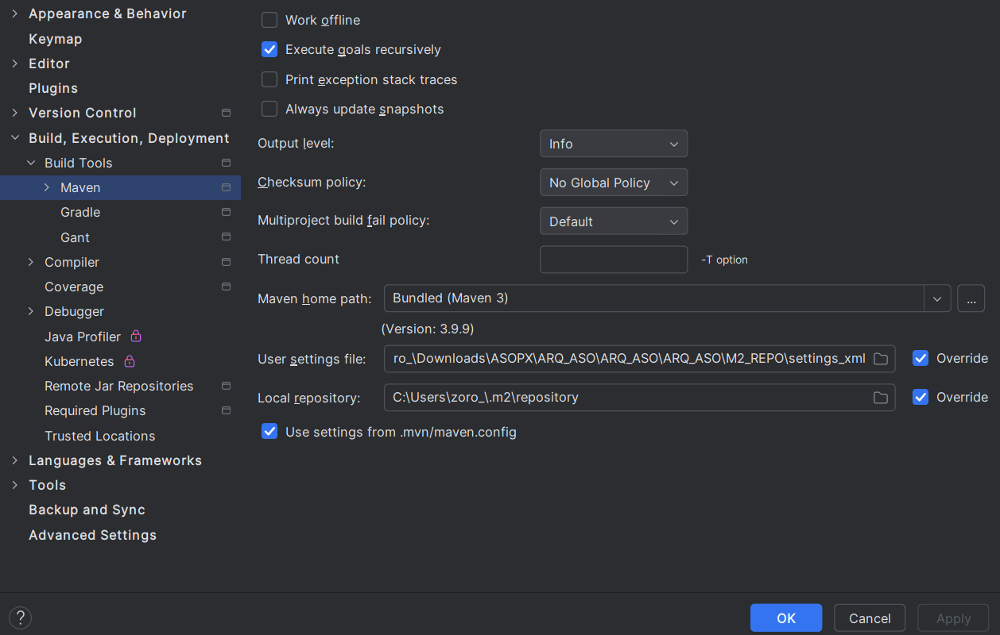 Appearance & Behavior
Keymap
Editor
Plugins
Version Control
Build, Execution, Deployment
Build Tools
Maven
Gradle
Gant
Compiler
Coverage
Debugger
Java Profiler
Kubernetes
Remote Jar Repositories
Required Plugins
Trusted Locations
Languages & Frameworks
Tools
Backup and Sync
Advanced Settings
Work offline
Execute goals recursively
Print exception stack traces
Always update snapshots
Output level: Info
Checksum policy: No Global Policy
Multiproject build fail policy: Default
Thread count -T option
Maven home path: Bundled (Maven 3) ...
(Version: 3.9.9)
User settings file: ro_\Downloads\ASOPX\ARQ_ASO\ARQ_ASO\ARQ_ASO\M2_REPO\settings_xml Override
Local repository: C:\Users\zoro_\.m2\repository Override
Use settings from .mvn/maven.config
? OK Cancel Apply